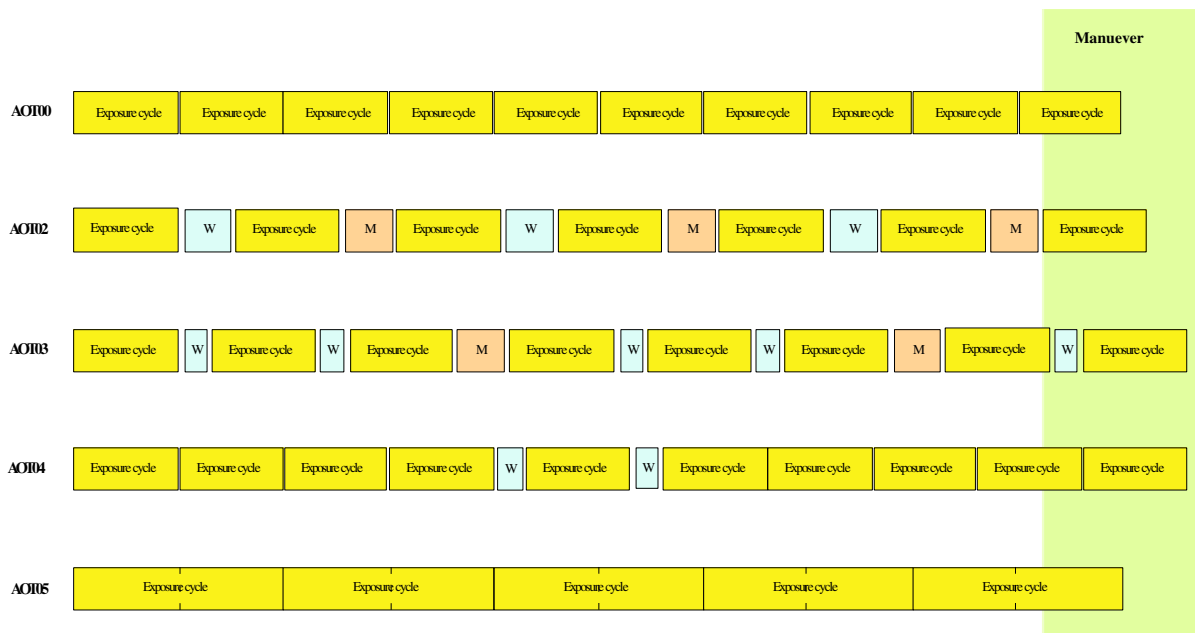 Manuever
AOT00 Exposure cycle Exposure cycle Exposure cycle Exposure cycle Exposure cycle Exposure cycle Exposure cycle Exposure cycle Exposure cycle Exposure cycle
AOT02 Exposure cycle W Exposure cycle M Exposure cycle W Exposure cycle M Exposure cycle W Exposure cycle M Exposure cycle
AOT03 Exposure cycle W Exposure cycle W Exposure cycle M Exposure cycle W Exposure cycle W Exposure cycle M Exposure cycle W Exposure cycle
AOT04 Exposure cycle Exposure cycle Exposure cycle Exposure cycle W Exposure cycle W Exposure cycle Exposure cycle Exposure cycle Exposure cycle Exposure cycle
AOT05 Exposure cycle Exposure cycle Exposure cycle Exposure cycle Exposure cycle